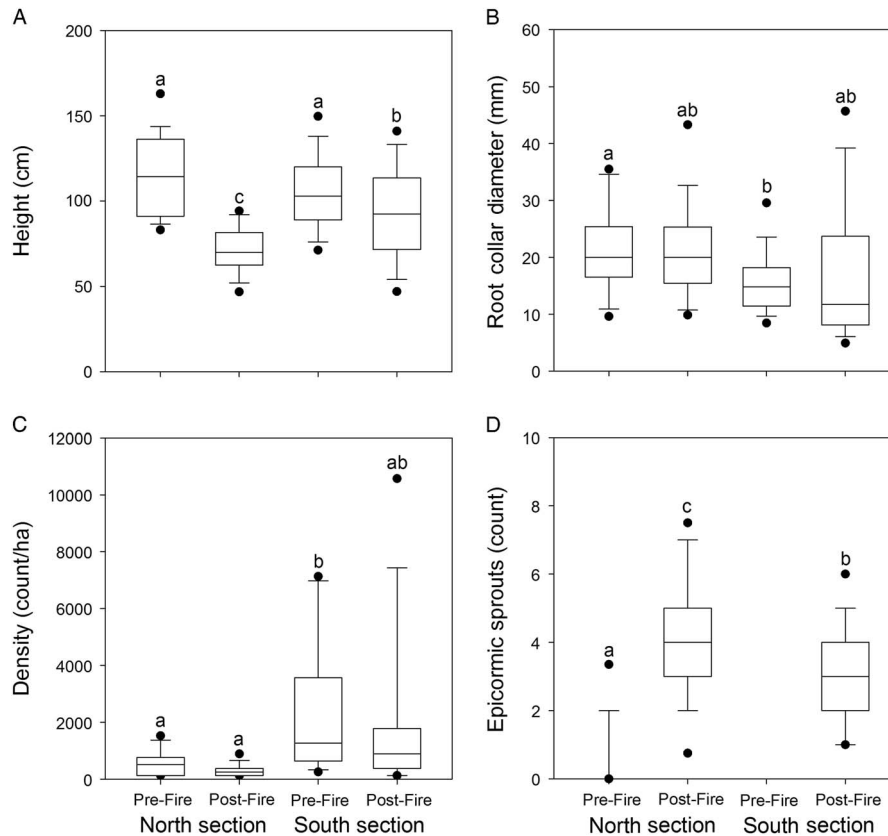 A
200
150
100
50
0
Height (cm)
a
c
a
b
B
60
50
40
30
20
10
0
Root collar diameter (mm)
a
ab
b
ab
C
12000
10000
8000
6000
4000
2000
0
Density (count/ha)
a
a
b
ab
Pre-Fire Post-Fire Pre-Fire Post-Fire
North section South section
D
10
8
6
4
2
0
Epicormic sprouts (count)
a
c
b
Pre-Fire Post-Fire Pre-Fire Post-Fire
North section South section